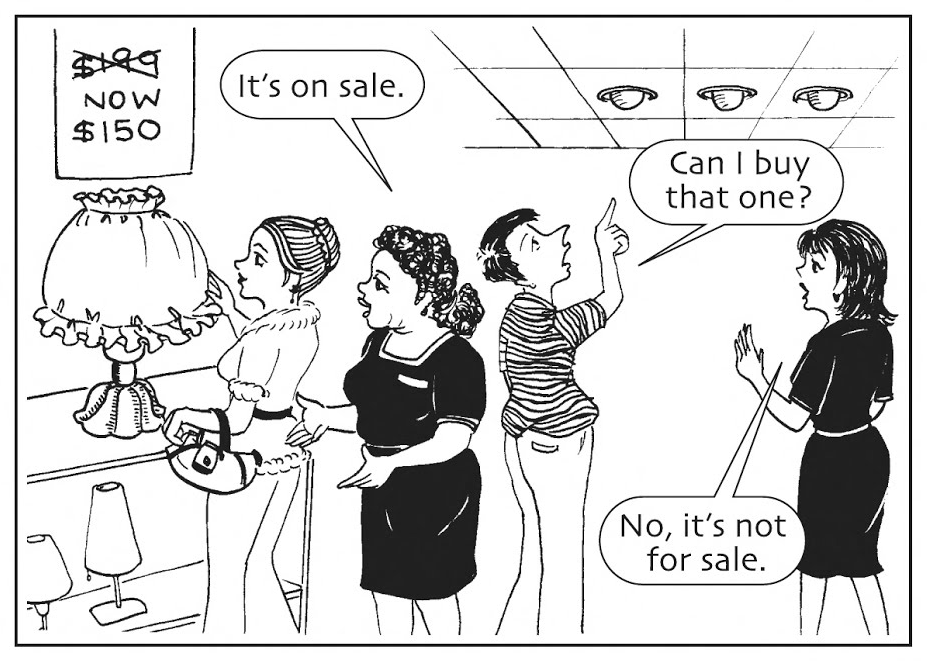 $199
NOW
$150
It's on sale.
Can I buy
that one?
No, it's not
for sale.